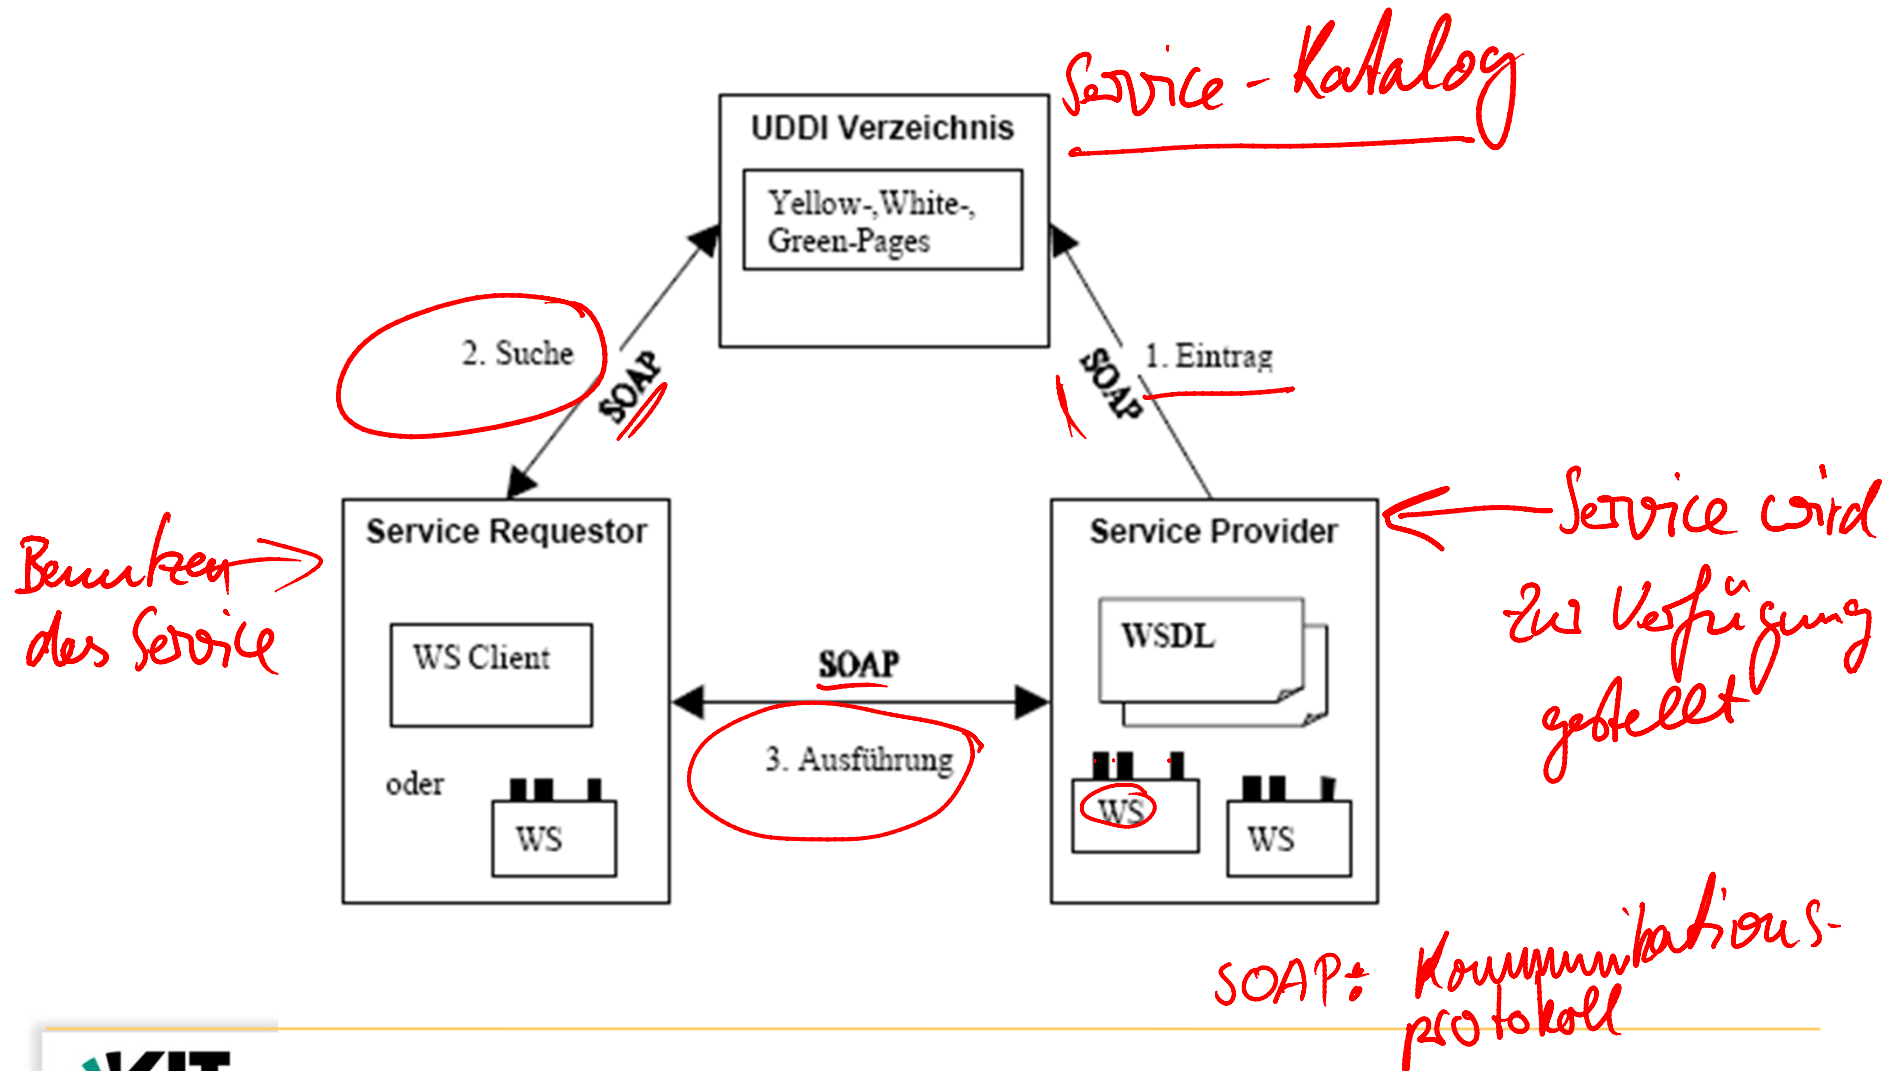 Service-Katalog
UDDI Verzeichnis
Yellow-,White-,
Green-Pages
2. Suche
SOAP
SOAP
1. Eintrag
Service Requestor
Service Provider
Service wird
zur Verfügung
gestellt
Benutzen
des Service
WS Client
SOAP
WSDL
3. Ausführung
oder
WS
WS
WS
SOAP: Kommunikations-
protokoll
KIT